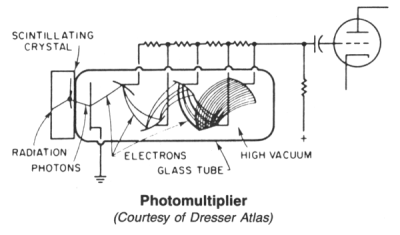 SCINTILLATING
CRYSTAL
RADIATION
PHOTONS
ELECTRONS
GLASS TUBE
HIGH VACUUM
+
Photomultiplier
(Courtesy of Dresser Atlas)